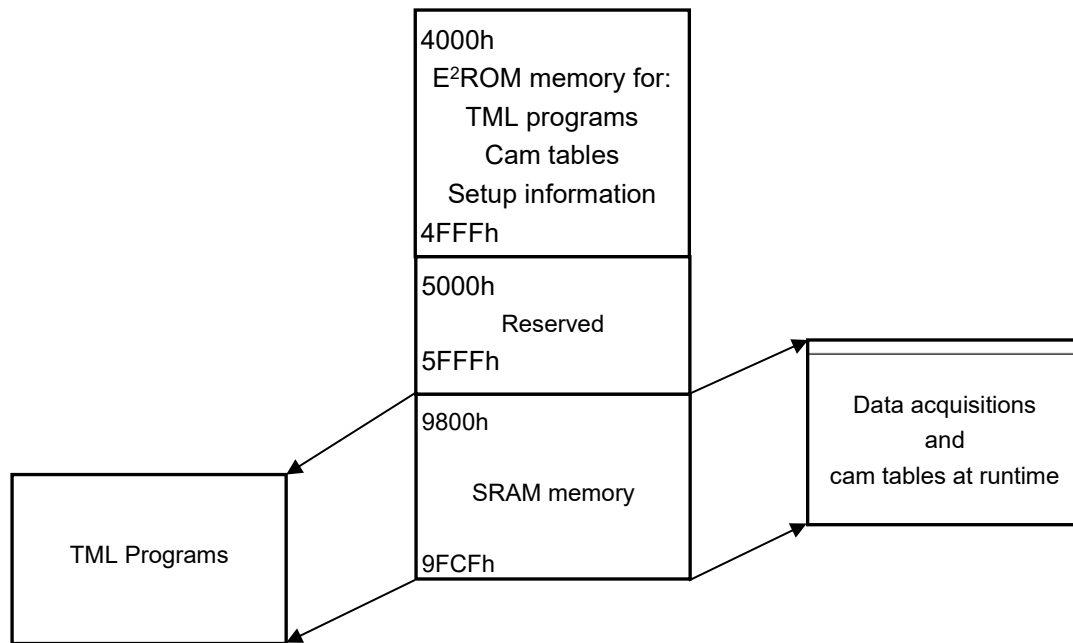 4000h
E²ROM memory for:
TML programs
Cam tables
Setup information
4FFFh
5000h
Reserved
5FFFh
9800h
SRAM memory
9FCFh
TML Programs
Data acquisitions
and
cam tables at runtime